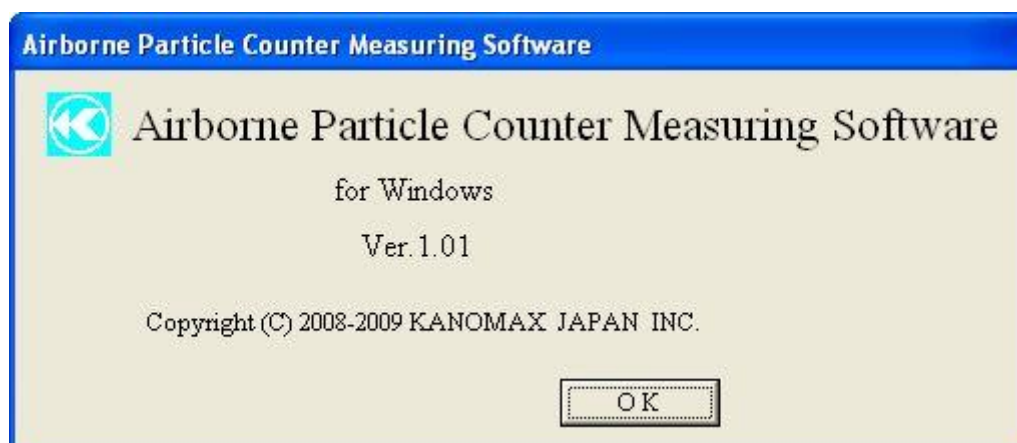 Airborne Particle Counter Measuring Software
Airborne Particle Counter Measuring Software
for Windows
Ver.1.01
Copyright (C) 2008-2009 KANOMAX JAPAN INC.
OK